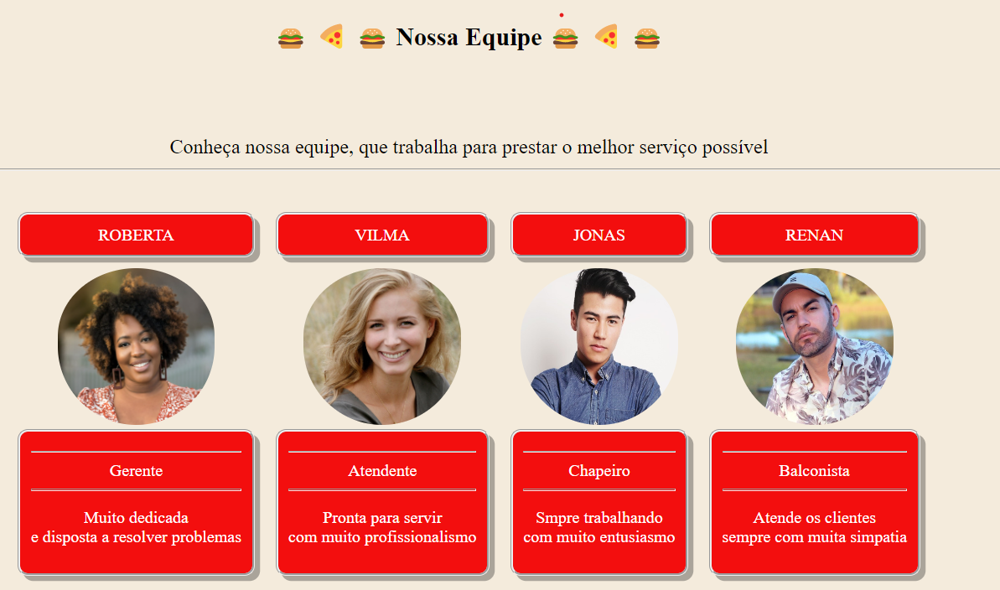 Nossa Equipe
Conheça nossa equipe, que trabalha para prestar o melhor serviço possível
ROBERTA
VILMA
JONAS
RENAN
Gerente
Muito dedicada
e disposta a resolver problemas
Atendente
Pronta para servir
com muito profissionalismo
Chapeiro
Smpre trabalhando
com muito entusiasmo
Balconista
Atende os clientes
sempre com muita simpatia